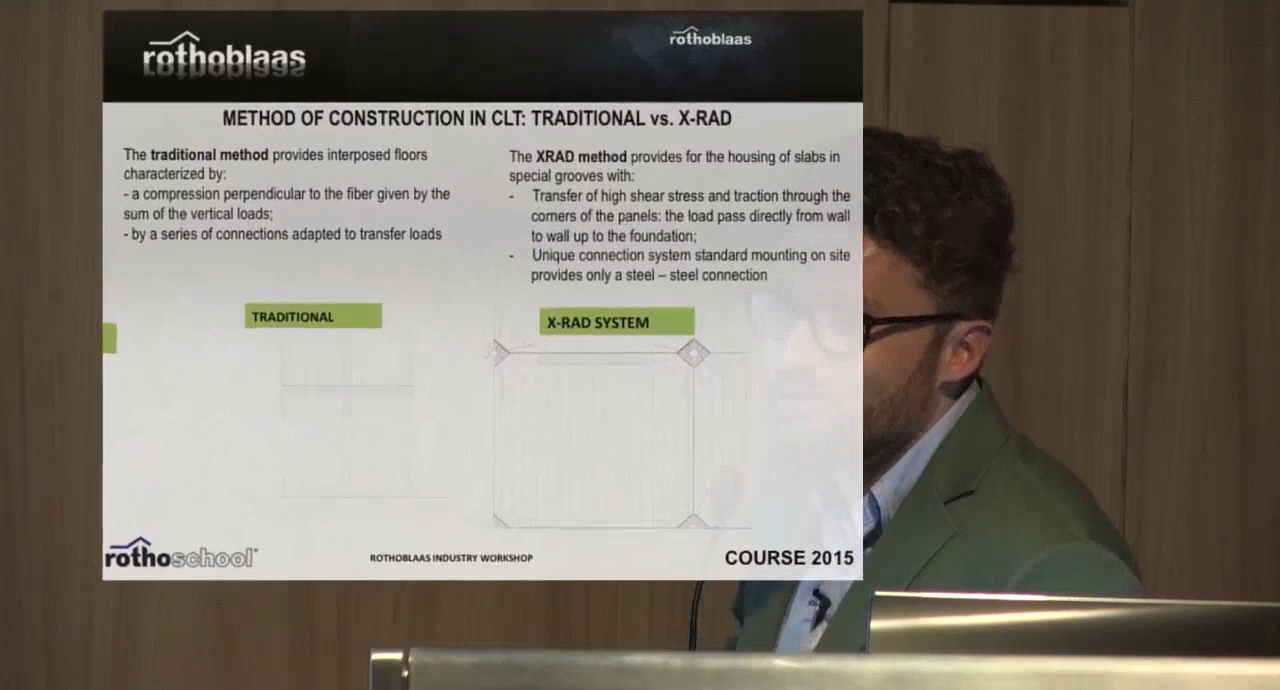 rothoblaas
rothoblaas
METHOD OF CONSTRUCTION IN CLT: TRADITIONAL vs. X-RAD
The traditional method provides interposed floors
characterized by:
- a compression perpendicular to the fiber given by the
sum of the vertical loads;
- by a series of connections adapted to transfer loads
The XRAD method provides for the housing of slabs in
special grooves with:
- Transfer of high shear stress and traction through the
corners of the panels: the load pass directly from wall
to wall up to the foundation;
- Unique connection system standard mounting on site
provides only a steel – steel connection
TRADITIONAL
X-RAD SYSTEM
rothoschool
ROTHOBLAAS INDUSTRY WORKSHOP
COURSE 2015